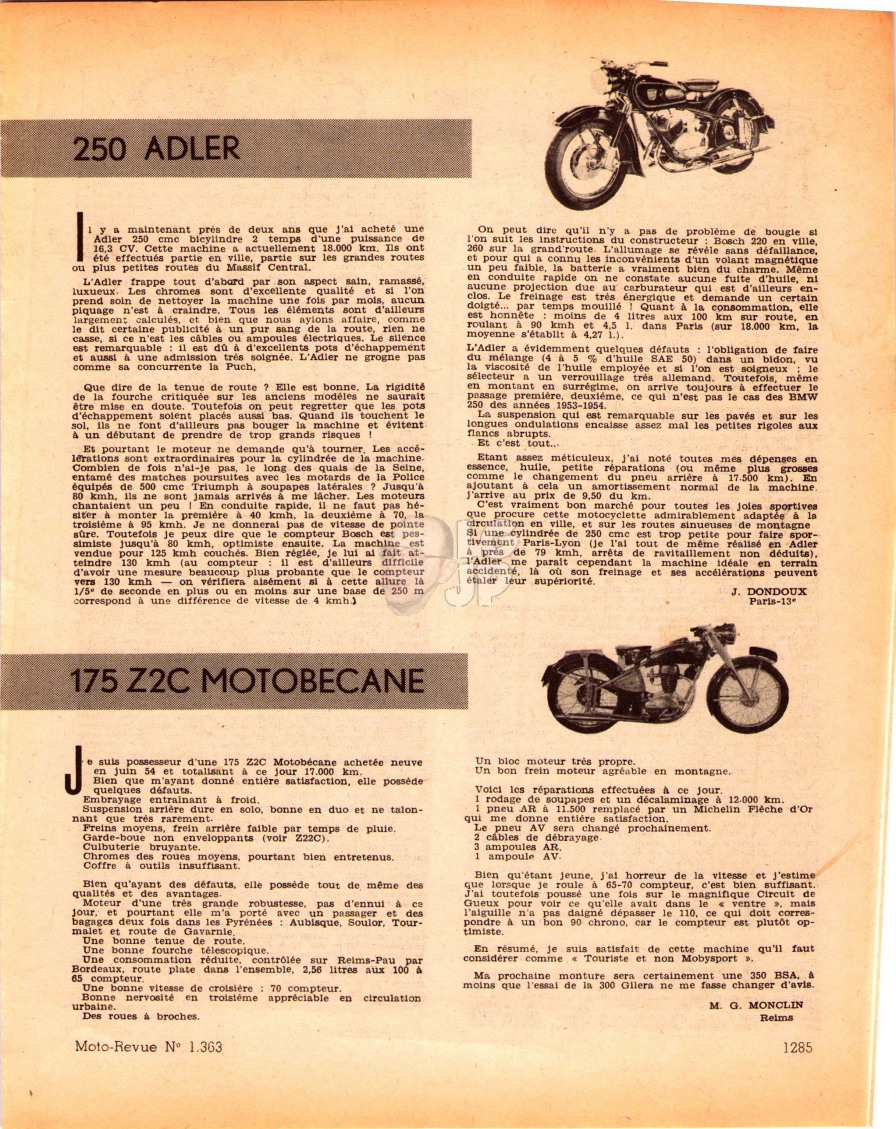 250 ADLER
Il y a maintenant près de deux ans que j'ai acheté une
Adler 250 cmc bicylindre 2 temps d'une puissance de
16,3 CV. Cette machine a actuellement 18.000 km. Ils ont
été effectués partie en ville, partie sur les grandes routes
ou plus petites routes du Massif Central.
L'Adler frappe tout d'abord par son aspect sain, ramassé,
luxueux. Les chromes sont d'excellente qualité et si l'on
prend soin de nettoyer la machine une fois par mois, aucun
piquage n'est à craindre. Tous les éléments sont d'ailleurs
largement calculés, et bien que nous ayions affaire, comme
le dit certaine publicité à un pur sang de la route, rien ne
casse, si ce n'est les câbles ou ampoules électriques. Le silence
est remarquable : il est dû à d'excellents pots d'échappement
et aussi à une admission très soignée. L'Adler ne grogne pas
comme sa concurrente la Puch.
Que dire de la tenue de route ? Elle est bonne. La rigidité
de la fourche critiquée sur les anciens modèles ne saurait
être mise en doute. Toutefois on peut regretter que les pots
d'échappement soient placés aussi bas. Quand ils touchent le
sol, ils ne font d'ailleurs pas bouger la machine et évitent
à un débutant de prendre de trop grands risques !
Et pourtant le moteur ne demande qu'à tourner. Les accé-
lérations sont extraordinaires pour la cylindrée de la machine.
Combien de fois n'ai-je pas, le long des quais de la Seine,
entamé des matches poursuites avec les motards de la Police
équipés de 500 cmc Triumph à soupapes latérales ? Jusqu'à
80 kmh, ils ne sont jamais arrivés à me lâcher. Les moteurs
chantaient un peu ! En conduite rapide, il ne faut pas hé-
siter à monter la première à 40 kmh, la deuxième à 70, la
troisième à 95 kmh. Je ne donnerai pas de vitesse de pointe
sûre. Toutefois je peux dire que le compteur Bosch est pes-
simiste jusqu'à 80 kmh, optimiste ensuite. La machine est
vendue pour 125 kmh couchés. Bien réglée, je lui ai fait at-
teindre 130 kmh (au compteur : il est d'ailleurs difficile
d'avoir une mesure beaucoup plus probante que le compteur
vers 130 kmh — on vérifiera aisément si à cette allure là
1/5e de seconde en plus ou en moins sur une base de 250 m
correspond à une différence de vitesse de 4 kmh.)
On peut dire qu'il n'y a pas de problème de bougie si
l'on suit les instructions du constructeur : Bosch 220 en ville,
260 sur la grand'route. L'allumage se révèle sans défaillance,
et pour qui a connu les inconvénients d'un volant magnétique
un peu faible, la batterie a vraiment bien du charme. Même
en conduite rapide on ne constate aucune fuite d'huile, ni
aucune projection due au carburateur qui est d'ailleurs en-
clos. Le freinage est très énergique et demande un certain
doigté... par temps mouillé ! Quant à la consommation, elle
est honnête : moins de 4 litres aux 100 km sur route, en
roulant à 90 kmh et 4,5 l. dans Paris (sur 18.000 km, la
moyenne s'établit à 4,27 l.).
L'Adler a évidemment quelques défauts : l'obligation de faire
du mélange (4 à 5 % d'huile SAE 50) dans un bidon, vu
la viscosité de l'huile employée et si l'on est soigneux ; le
sélecteur a un verrouillage très allemand. Toutefois, même
en montant en surrégime, on arrive toujours à effectuer le
passage première, deuxième, ce qui n'est pas le cas des BMW
250 des années 1953-1954.
La suspension qui est remarquable sur les pavés et sur les
longues ondulations encaisse assez mal les petites rigoles aux
flancs abrupts.
Et c'est tout...
Etant assez méticuleux, j'ai noté toutes mes dépenses en
essence, huile, petite réparations (ou même plus grosses
comme le changement du pneu arrière à 17.500 km). En
ajoutant à cela un amortissement normal de la machine
j'arrive au prix de 9,50 du km.
C'est vraiment bon marché pour toutes les joies sportives
que procure cette motocyclette admirablement adaptée à la
circulation en ville, et sur les routes sinueuses de montagne
Si une cylindrée de 250 cmc est trop petite pour faire spor-
tivement Paris-Lyon (je l'ai tout de même réalisé en Adler
à près de 79 kmh, arrêts de ravitaillement non déduits),
l'Adler me parait cependant la machine idéale en terrain
accidenté, là où son freinage et ses accélérations peuvent
étaler leur supériorité.
J. DONDOUX
Paris-13e
JP
175 Z2C MOTOBECANE
Je suis possesseur d'une 175 Z2C Motobécane achetée neuve
en juin 54 et totalisant à ce jour 17.000 km.
Bien que m'ayant donné entière satisfaction, elle possède
quelques défauts.
Embrayage entraînant à froid.
Suspension arrière dure en solo, bonne en duo et ne talon-
nant que très rarement.
Freins moyens, frein arrière faible par temps de pluie.
Garde-boue non enveloppants (voir Z22C).
Culbuterie bruyante.
Chromes des roues moyens, pourtant bien entretenus.
Coffre à outils insuffisant.
Bien qu'ayant des défauts, elle possède tout de même des
qualités et des avantages.
Moteur d'une très grande robustesse, pas d'ennui à ce
jour, et pourtant elle m'a porté avec un passager et des
bagages deux fois dans les Pyrénées : Aubisque, Soulor, Tour-
malet et route de Gavarnie.
Une bonne tenue de route.
Une bonne fourche télescopique.
Une consommation réduite, contrôlée sur Reims-Pau par
Bordeaux, route plate dans l'ensemble, 2,56 litres aux 100 à
65 compteur.
Une bonne vitesse de croisière : 70 compteur.
Bonne nervosité en troisième appréciable en circulation
urbaine.
Des roues à broches.
Un bloc moteur très propre.
Un bon frein moteur agréable en montagne.
Voici les réparations effectuées à ce jour.
1 rodage de soupapes et un décalaminage à 12.000 km.
1 pneu AR à 11.500 remplacé par un Michelin Flèche d'Or
qui me donne entière satisfaction.
Le pneu AV sera changé prochainement.
2 câbles de débrayage.
3 ampoules AR.
1 ampoule AV.
Bien qu'étant jeune, j'ai horreur de la vitesse et j'estime
que lorsque je roule à 65-70 compteur, c'est bien suffisant.
J'ai toutefois poussé une fois sur le magnifique Circuit de
Gueux pour voir ce qu'elle avait dans le « ventre », mais
l'aiguille n'a pas daigné dépasser le 110, ce qui doit corres-
pondre à un bon 90 chrono, car le compteur est plutôt op-
timiste.
En résumé, je suis satisfait de cette machine qu'il faut
considérer comme « Touriste et non Mobysport ».
Ma prochaine monture sera certainement une 350 BSA, à
moins que l'essai de la 300 Gilera ne me fasse changer d'avis.
M. G. MONCLIN
Reims
Moto-Revue N° 1.363
1285